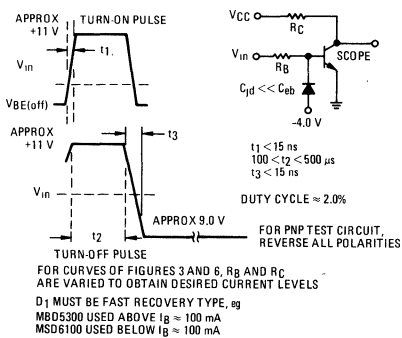 APPROX
+11 V
TURN-ON PULSE
t1
Vin
VBE(off)
VCC
RC
SCOPE
Vin
RB
Cjd << Ceb
-4.0 V
APPROX
+11 V
t3
Vin
APPROX 9.0 V
t2
TURN-OFF PULSE
t1 < 15 ns
100 < t2 < 500 µs
t3 < 15 ns
DUTY CYCLE ≈ 2.0%
FOR PNP TEST CIRCUIT,
REVERSE ALL POLARITIES
FOR CURVES OF FIGURES 3 AND 6, RB AND RC
ARE VARIED TO OBTAIN DESIRED CURRENT LEVELS
D1 MUST BE FAST RECOVERY TYPE, eg
MBD5300 USED ABOVE IB ≈ 100 mA
MSD6100 USED BELOW IB ≈ 100 mA